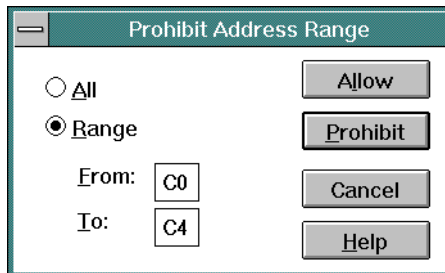 Prohibit Address Range
All
Range
From: C0
To: C4
Allow
Prohibit
Cancel
Help